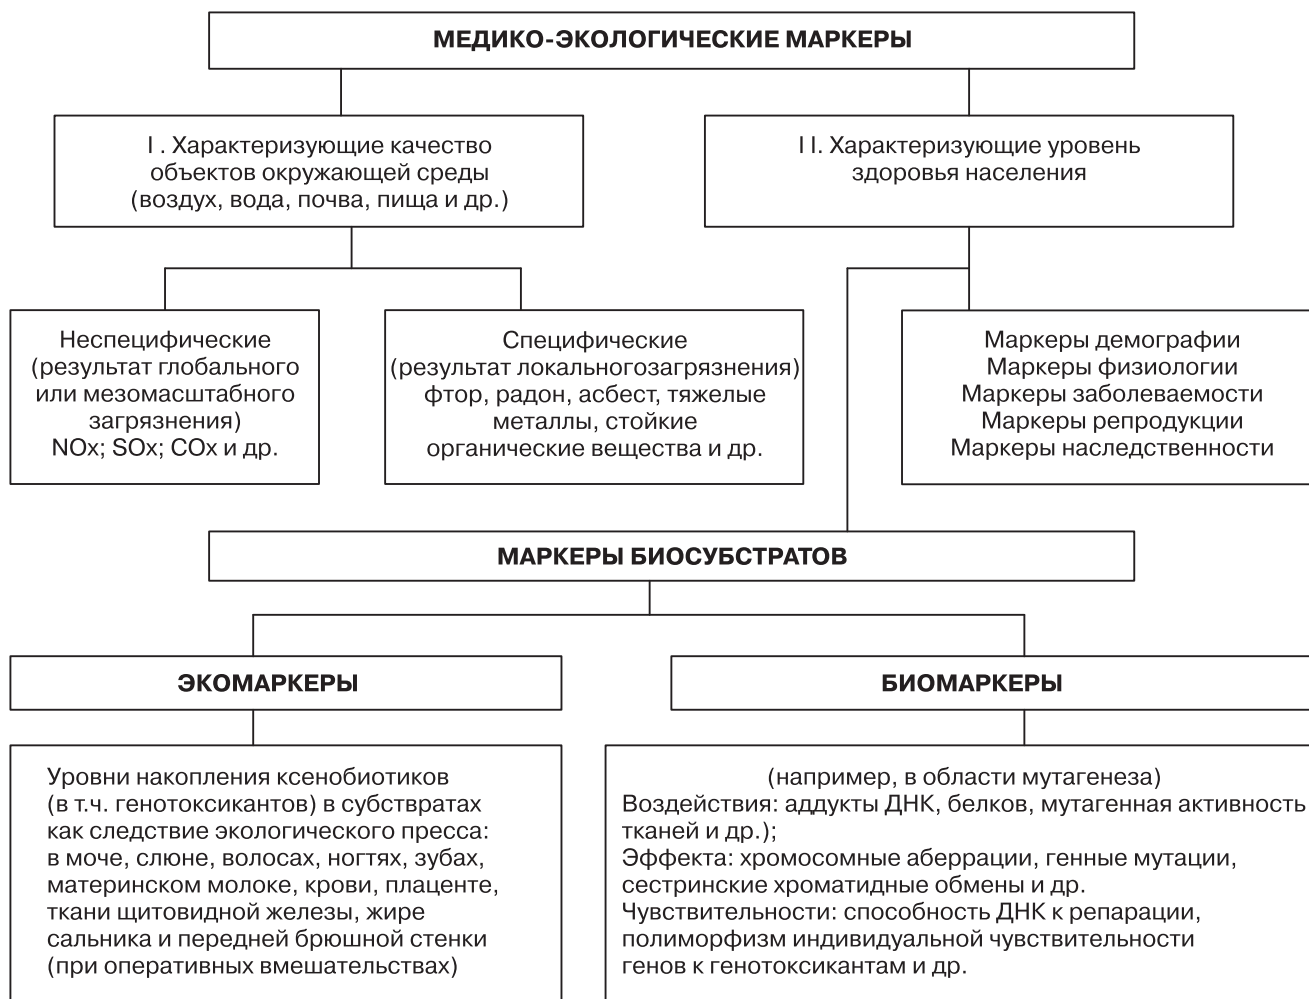 МЕДИКО-ЭКОЛОГИЧЕСКИЕ МАРКЕРЫ
I . Характеризующие качество
объектов окружающей среды
(воздух, вода, почва, пища и др.)
I I. Характеризующие уровень
здоровья населения
Неспецифические
(результат глобального
или мезомасштабного
загрязнения)
NOx; SOx; COx и др.
Специфические
(результат локальногозагрязнения)
фтор, радон, асбест, тяжелые
металлы, стойкие
органические вещества и др.
Маркеры демографии
Маркеры физиологии
Маркеры заболеваемости
Маркеры репродукции
Маркеры наследственности
МАРКЕРЫ БИОСУБСТРАТОВ
ЭКОМАРКЕРЫ
Уровни накопления ксенобиотиков
(в т.ч. генотоксикантов) в субствратах
как следствие экологического пресса:
в моче, слюне, волосах, ногтях, зубах,
материнском молоке, крови, плаценте,
ткани щитовидной железы, жире
сальника и передней брюшной стенки
(при оперативных вмешательствах)
БИОМАРКЕРЫ
(например, в области мутагенеза)
Воздействия: аддукты ДНК, белков, мутагенная активность
тканей и др.);
Эффекта: хромосомные аберрации, генные мутации,
сестринские хроматидные обмены и др.
Чувствительности: способность ДНК к репарации,
полиморфизм индивидуальной чувствительности
генов к генотоксикантам и др.